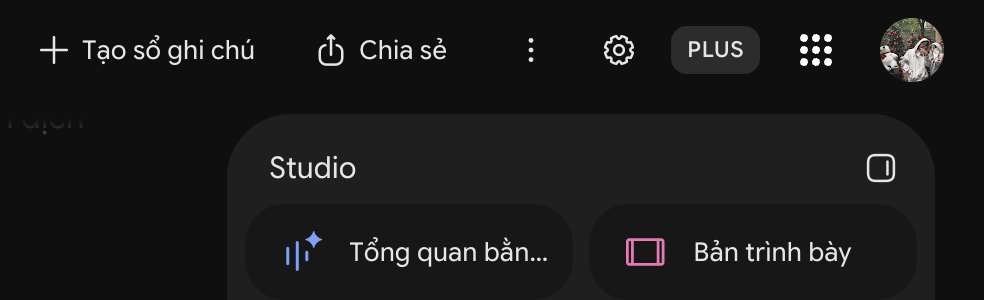 Tạo sổ ghi chú Chia sẻ PLUS
Studio
Tổng quan bằn... Bản trình bày